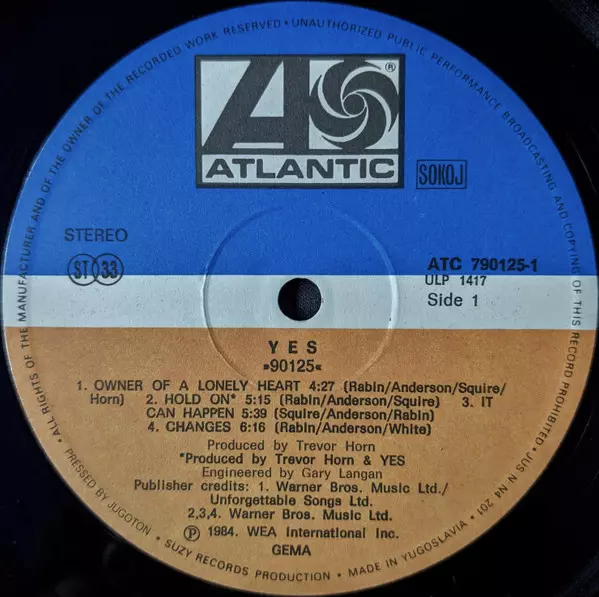 • ALL RIGHTS OF THE MANUFACTURER AND OF THE OWNER OF THE RECORDED WORK RESERVED • UNAUTHORIZED PUBLIC PERFORMANCE BROADCASTING AND COPYING OF THIS RECORD PROHIBITED •
®
ATLANTIC
SOKOJ
STEREO
ST 33
ATC 790125-1
ULP 1417
Side 1
YES
»90125«
1. OWNER OF A LONELY HEART 4:27 (Rabin/Anderson/Squire/
Horn) 2. HOLD ON* 5:15 (Rabin/Anderson/Squire) 3. IT
CAN HAPPEN 5:39 (Squire/Anderson/Rabin)
4. CHANGES 6:16 (Rabin/Anderson/White)
Produced by Trevor Horn
*Produced by Trevor Horn & YES
Engineered by Gary Langan
Publisher credits: 1. Warner Bros. Music Ltd./
Unforgettable Songs Ltd.
2,3,4. Warner Bros. Music Ltd.
Ⓟ 1984. WEA International Inc.
GEMA
PRESSED BY JUGOTON • SUZY RECORDS PRODUCTION • MADE IN YUGOSLAVIA • JUS N N4 201